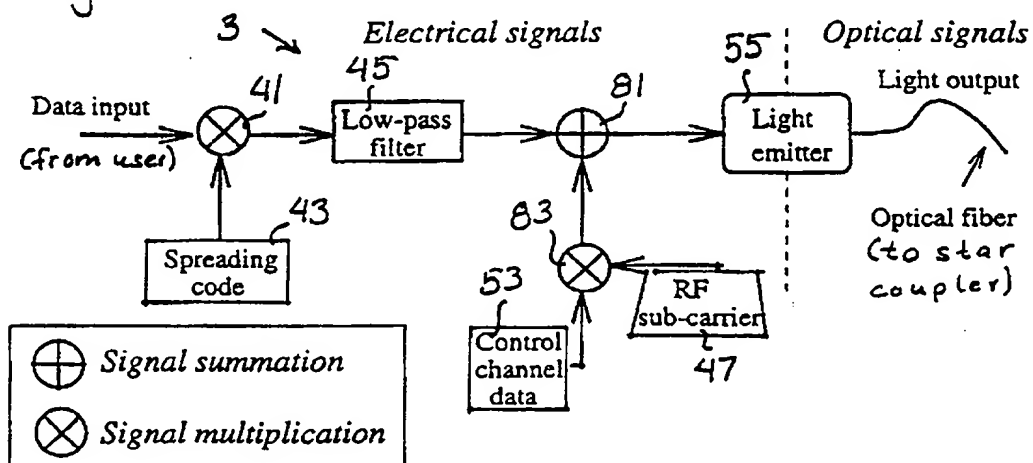 3
Electrical signals
Optical signals
55
Light output
45
81
41
Data input
Low-pass
filter
Light
emitter
(from user)
43
83
Optical fiber
(to star
coupler)
Spreading
code
53
RF
sub-carrier
47
Control
channel
data
Signal summation
Signal multiplication